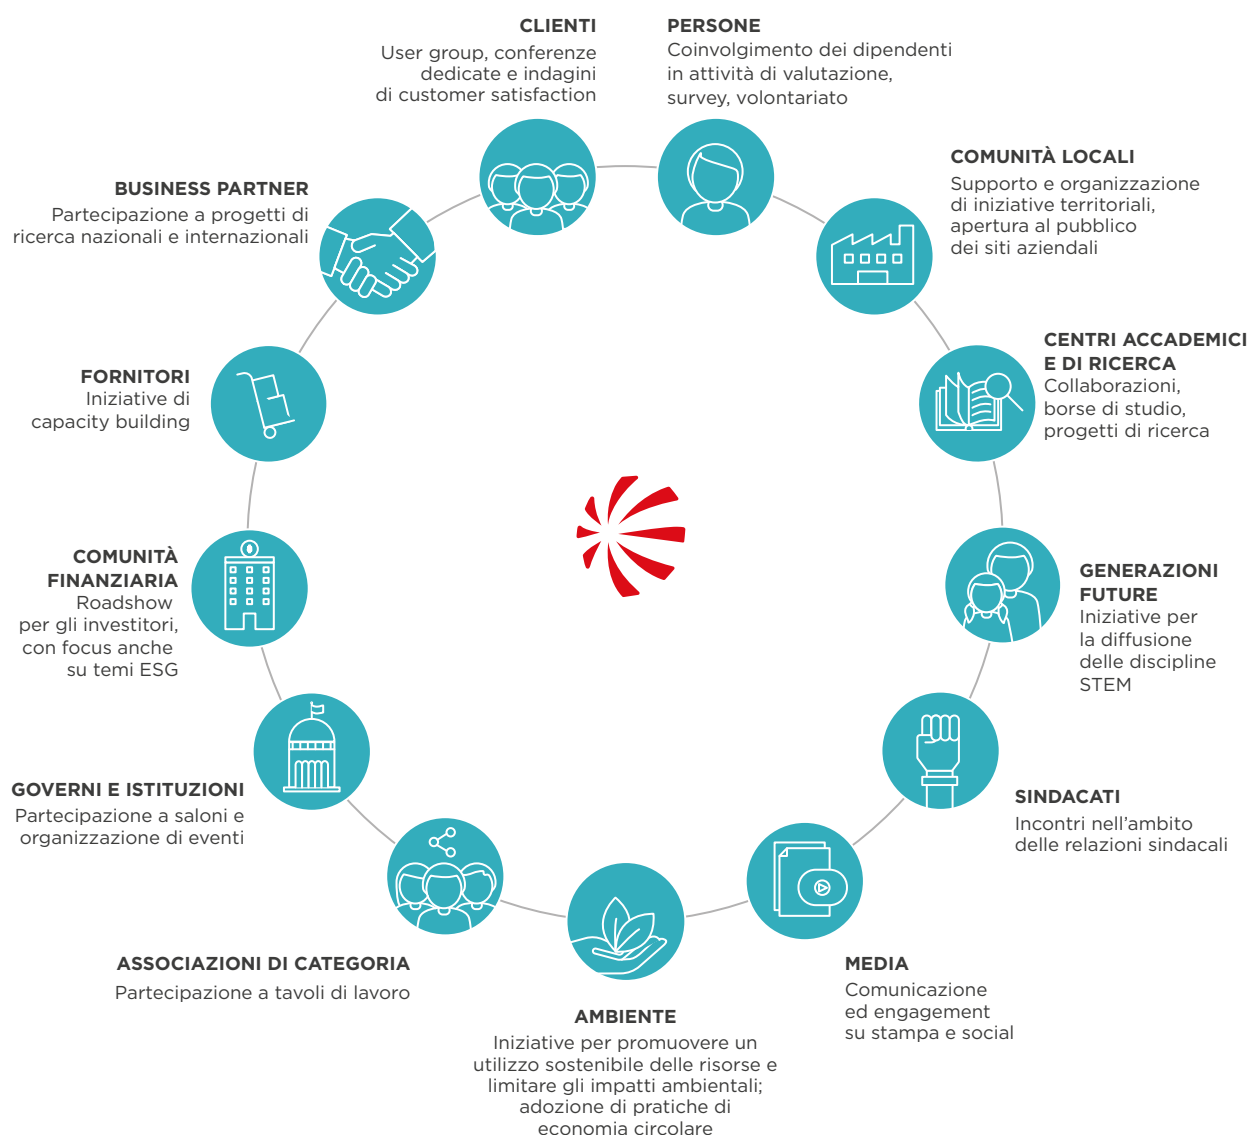 CLIENTI
User group, conferenze
dedicate e indagini
di customer satisfaction
PERSONE
Coinvolgimento dei dipendenti
in attività di valutazione,
survey, volontariato
COMUNITÀ LOCALI
Supporto e organizzazione
di iniziative territoriali,
apertura al pubblico
dei siti aziendali
CENTRI ACCADEMICI
E DI RICERCA
Collaborazioni,
borse di studio,
progetti di ricerca
GENERAZIONI
FUTURE
Iniziative per
la diffusione
delle discipline
STEM
SINDACATI
Incontri nell’ambito
delle relazioni sindacali
MEDIA
Comunicazione
ed engagement
su stampa e social
AMBIENTE
Iniziative per promuovere un
utilizzo sostenibile delle risorse e
limitare gli impatti ambientali;
adozione di pratiche di
economia circolare
ASSOCIAZIONI DI CATEGORIA
Partecipazione a tavoli di lavoro
GOVERNI E ISTITUZIONI
Partecipazione a saloni e
organizzazione di eventi
COMUNITÀ
FINANZIARIA
Roadshow
per gli investitori,
con focus anche
su temi ESG
FORNITORI
Iniziative di
capacity building
BUSINESS PARTNER
Partecipazione a progetti di
ricerca nazionali e internazionali